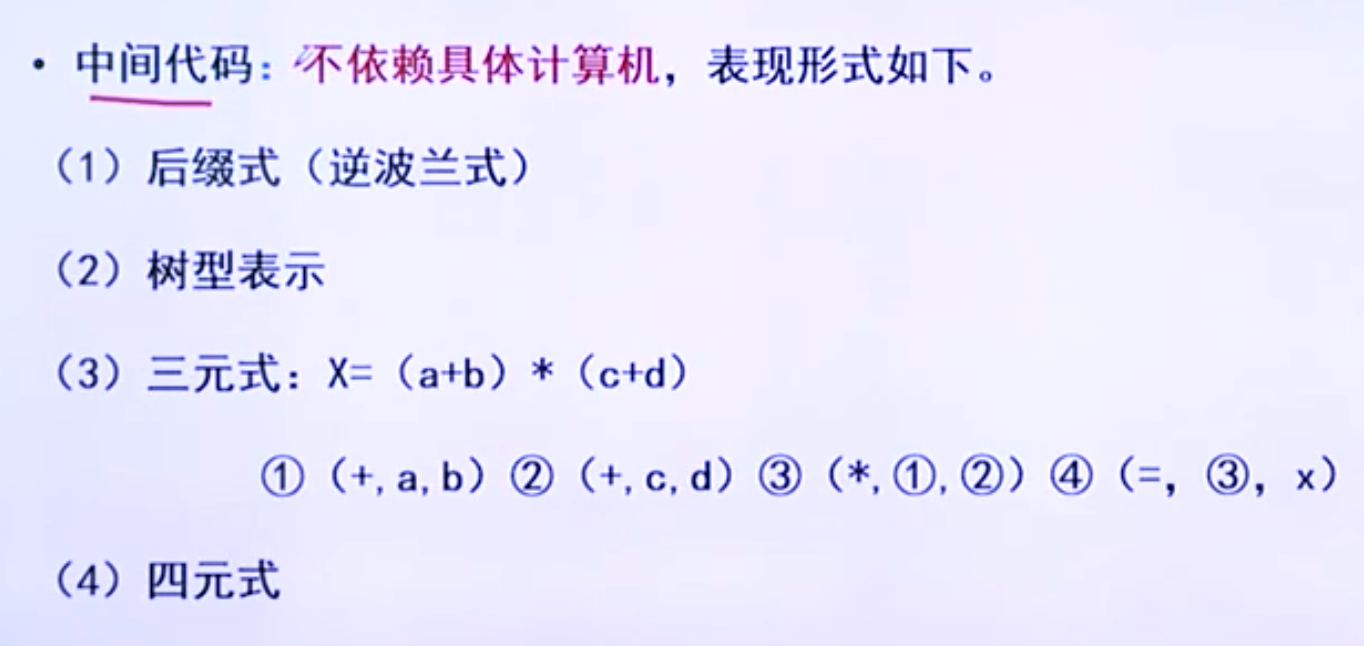 • 中间代码：不依赖具体计算机，表现形式如下。
（1）后缀式（逆波兰式）
（2）树型表示
（3）三元式：X=（a+b）*（c+d）
①（+,a,b）②（+,c,d）③（*,①,②）④（=，③，x）
（4）四元式